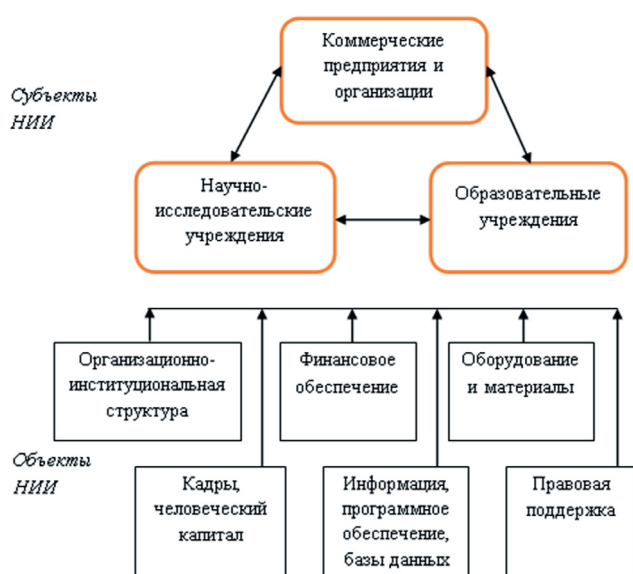 Коммерческие
предприятия и
организации
Субъекты
НИИ
Научно-
исследовательские
учреждения
Образовательные
учреждения
Организационно-
институциональная
структура
Финансовое
обеспечение
Оборудование
и материалы
Объекты
НИИ
Кадры,
человеческий
капитал
Информация,
программное
обеспечение,
базы данных
Правовая
поддержка